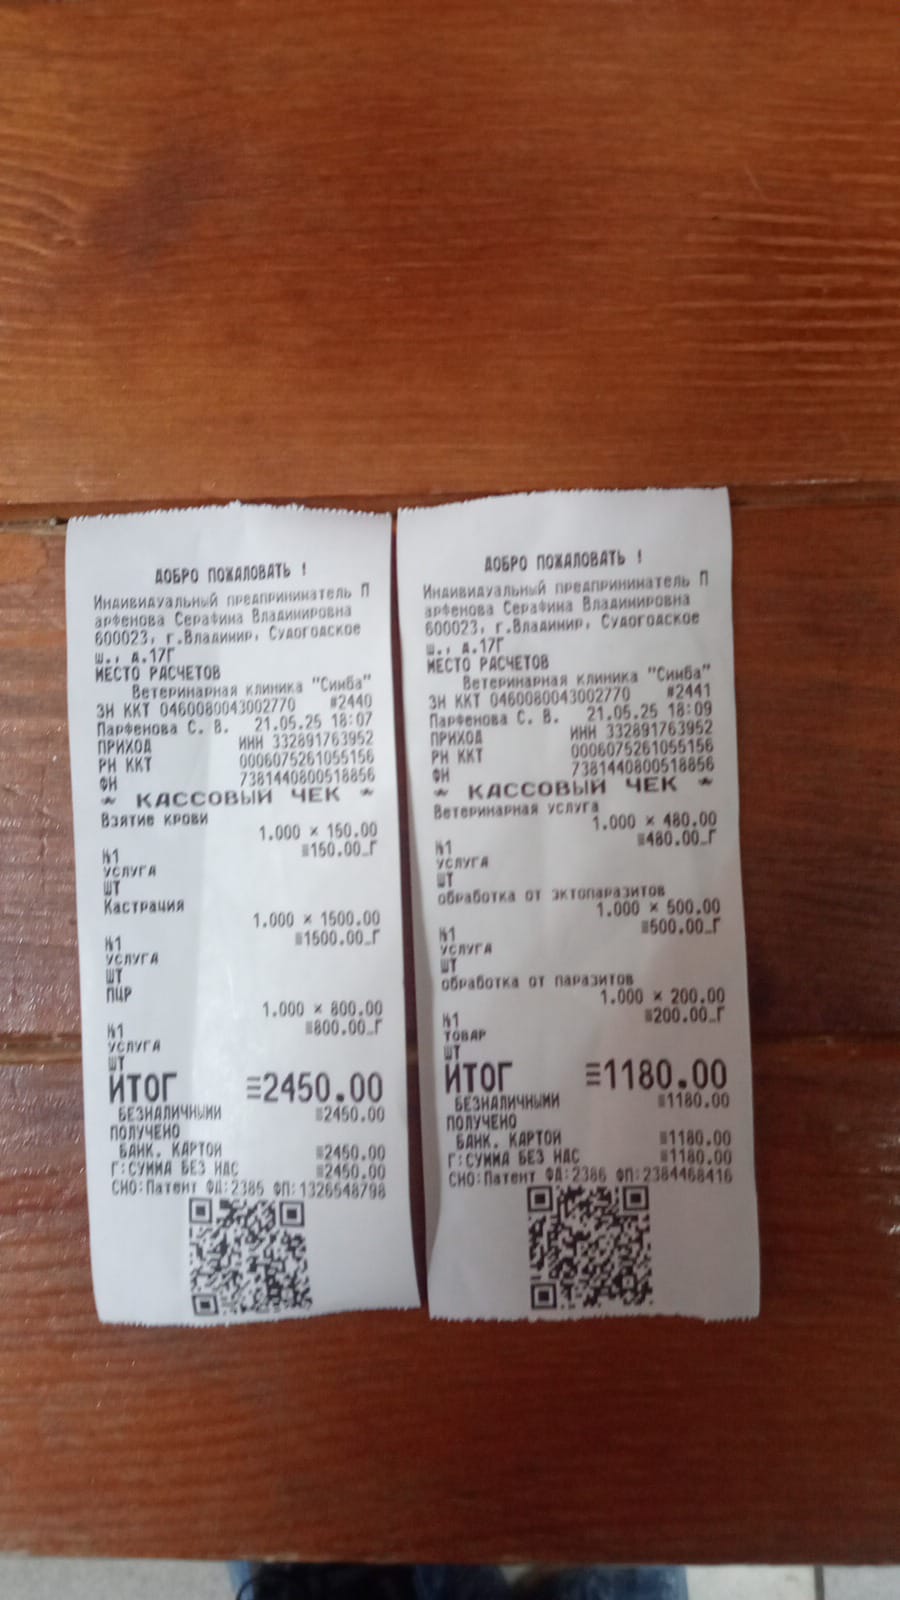 ДОБРО ПОЖАЛОВАТЬ !
Индивидуальный предприниматель П
арфенова Серафина Владимировна
600023, г.Владимир, Судогодское
ш., д.17Г
МЕСТО РАСЧЕТОВ
Ветеринарная клиника "Симба"
ЗН ККТ 0460080043002770 #2440
Парфенова С. В. 21.05.25 18:07
ПРИХОД ИНН 332891763952
РН ККТ 0006075261055156
ФН 7381440800518856
* КАССОВЫЙ ЧЕК *
Взятие крови
1.000 × 150.00
№1 ≡150.00_Г
УСЛУГА
ШТ
Кастрация
1.000 × 1500.00
№1 ≡1500.00_Г
УСЛУГА
ШТ
ПЦР
1.000 × 800.00
№1 ≡800.00_Г
УСЛУГА
ШТ
ИТОГ ≡2450.00
БЕЗНАЛИЧНЫМИ ≡2450.00
ПОЛУЧЕНО
БАНК. КАРТОЙ ≡2450.00
Г:СУММА БЕЗ НДС ≡2450.00
СНО:Патент ФД:2385 ФП:1326548798
ДОБРО ПОЖАЛОВАТЬ !
Индивидуальный предприниматель П
арфенова Серафина Владимировна
600023, г.Владимир, Судогодское
ш., д.17Г
МЕСТО РАСЧЕТОВ
Ветеринарная клиника "Симба"
ЗН ККТ 0460080043002770 #2441
Парфенова С. В. 21.05.25 18:09
ПРИХОД ИНН 332891763952
РН ККТ 0006075261055156
ФН 7381440800518856
* КАССОВЫЙ ЧЕК *
Ветеринарная услуга
1.000 × 480.00
№1 ≡480.00_Г
УСЛУГА
ШТ
обработка от эктопаразитов
1.000 × 500.00
№1 ≡500.00_Г
УСЛУГА
ШТ
обработка от паразитов
1.000 × 200.00
№1 ≡200.00_Г
ТОВАР
ШТ
ИТОГ ≡1180.00
БЕЗНАЛИЧНЫМИ ≡1180.00
ПОЛУЧЕНО
БАНК. КАРТОЙ ≡1180.00
Г:СУММА БЕЗ НДС ≡1180.00
СНО:Патент ФД:2386 ФП:2384468416